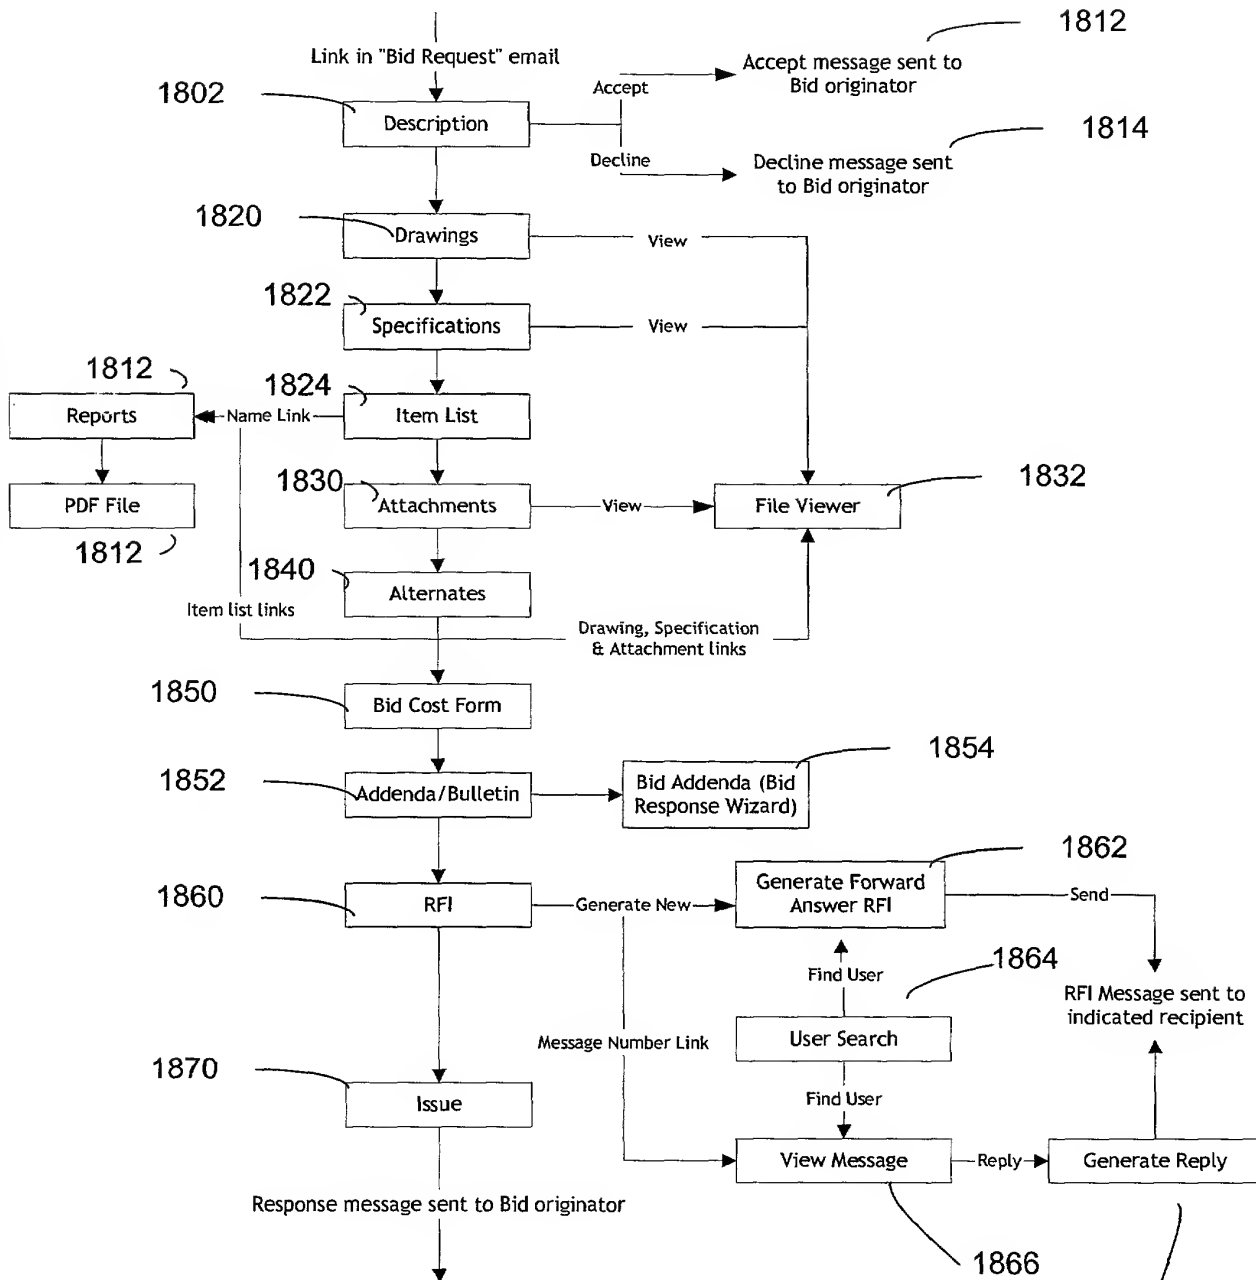 1812
Link in "Bid Request" email
Accept message sent to
Bid originator
1802
Accept
Description
1814
Decline
Decline message sent
to Bid originator
1820
Drawings
View
1822
Specifications
View
1812
1824
Reports
Name Link
Item List
1830
1832
PDF File
Attachments
View
File Viewer
1812
1840
Alternates
Item list links
Drawing, Specification
& Attachment links
1850
Bid Cost Form
1854
1852
Addenda/Bulletin
Bid Addenda (Bid
Response Wizard)
1862
1860
RFI
Generate New
Generate Forward
Answer RFI
Send
1864
Find User
RFI Message sent to
indicated recipient
Message Number Link
User Search
1870
Issue
Find User
View Message
Reply
Generate Reply
Response message sent to Bid originator
1866